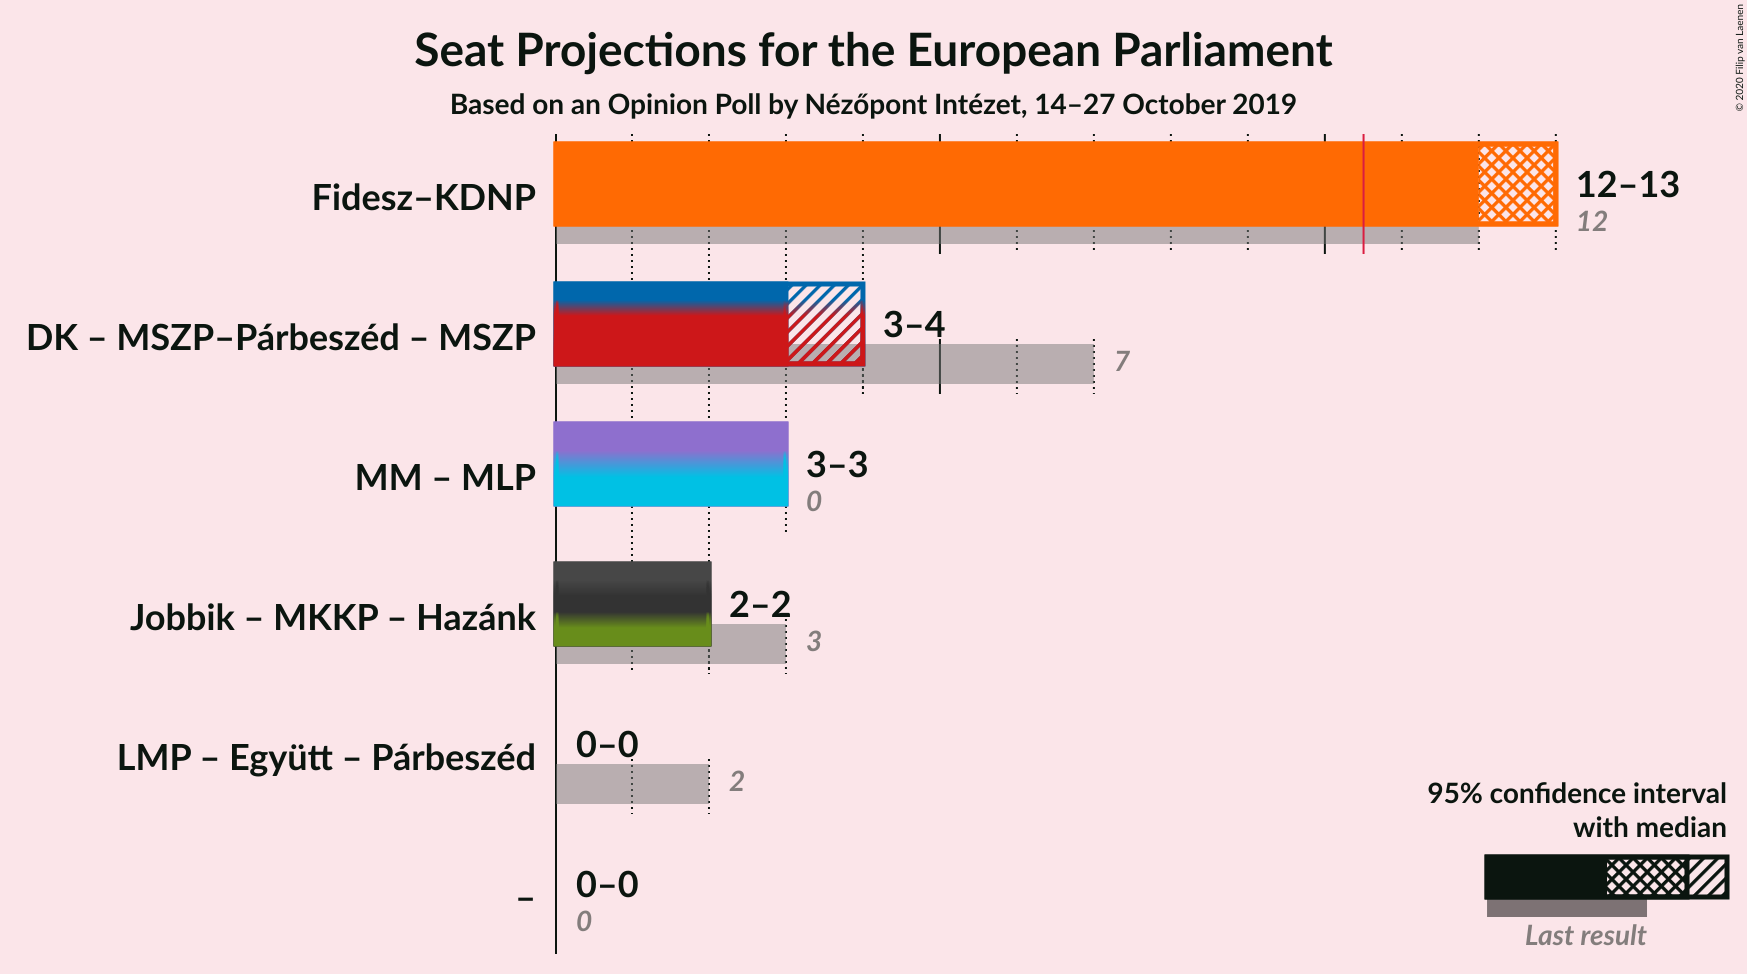 Seat Projections for the European Parliament
Based on an Opinion Poll by Nézőpont Intézet, 14–27 October 2019
© 2020 Filip van Laenen
Fidesz–KDNP
12–13
12
DK – MSZP–Párbeszéd – MSZP
3–4
7
MM – MLP
3–3
0
Jobbik – MKKP – Hazánk
2–2
3
LMP – Együtt – Párbeszéd
0–0
2
–
0–0
0
95% confidence interval
with median
Last result